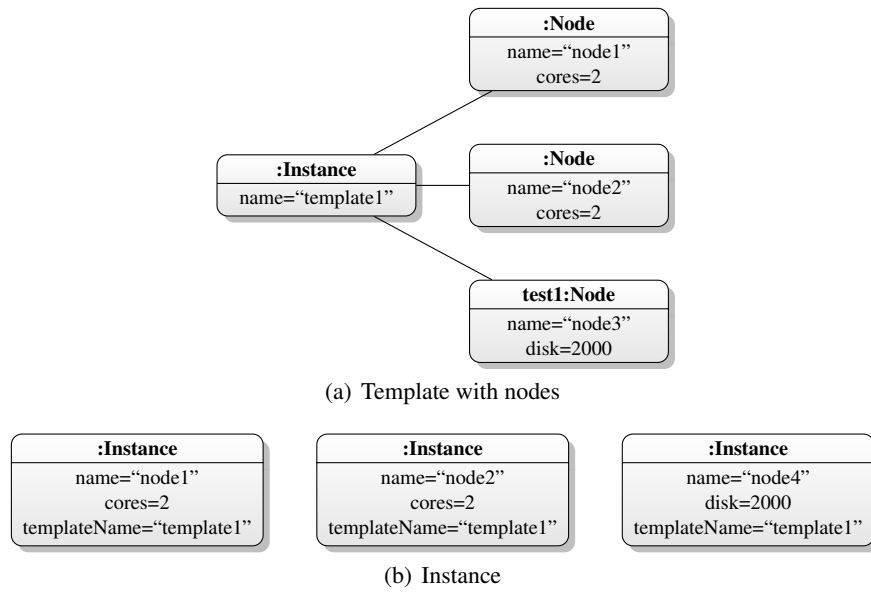 :Node
name=“node1”
cores=2
:Instance
name=“template1”
:Node
name=“node2”
cores=2
test1:Node
name=“node3”
disk=2000
(a) Template with nodes
:Instance
name=“node1”
cores=2
templateName=“template1”
:Instance
name=“node2”
cores=2
templateName=“template1”
:Instance
name=“node4”
disk=2000
templateName=“template1”
(b) Instance